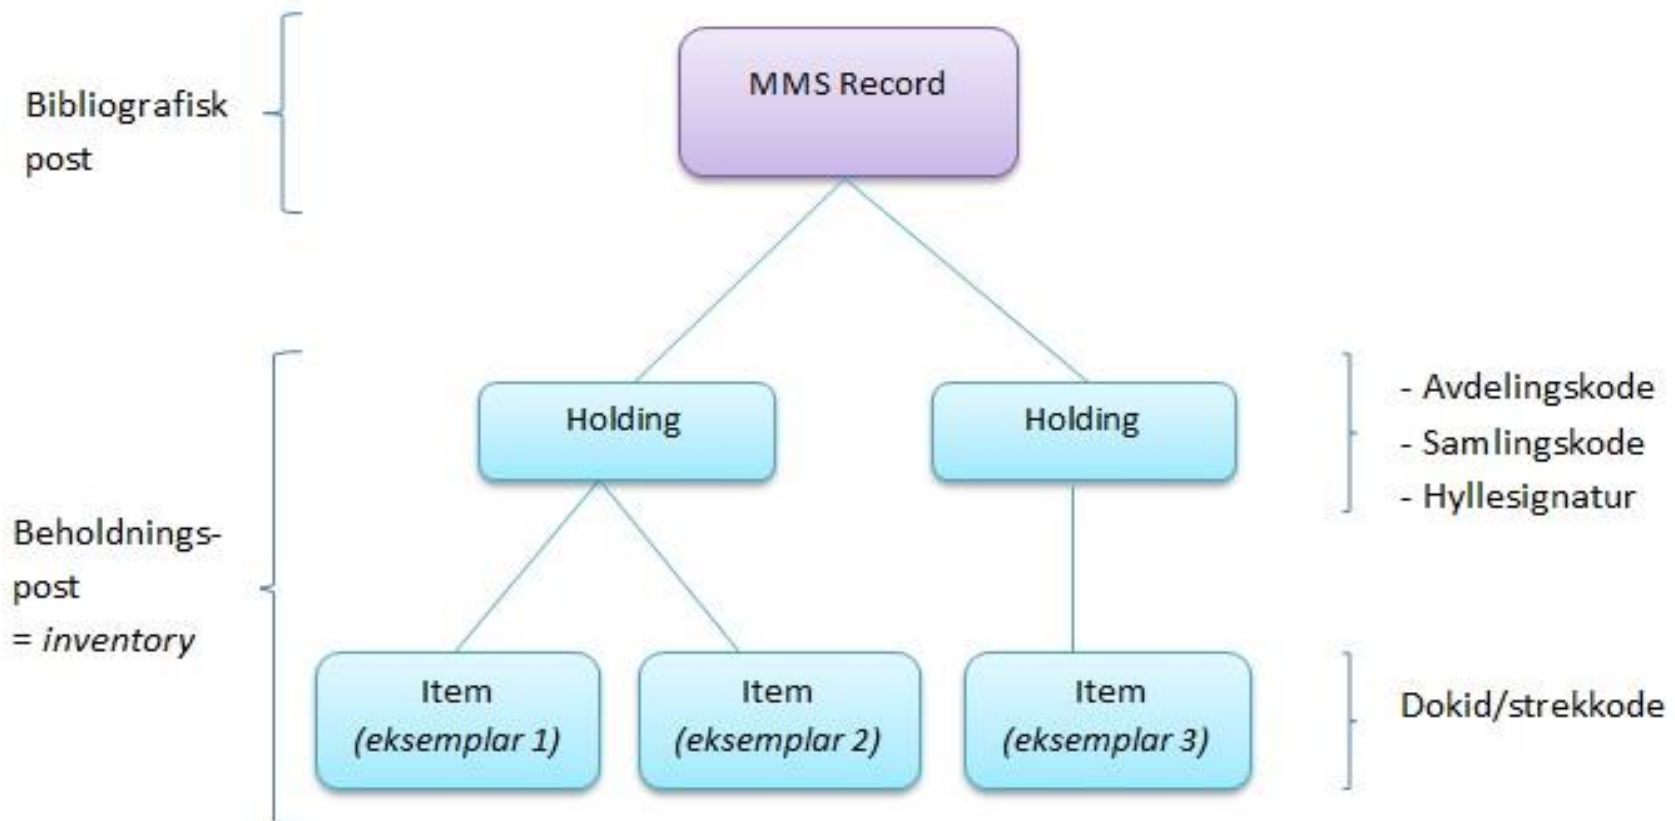 MMS Record
Bibliografisk
post
Holding
Holding
- Avdelingskode
- Samlingskode
- Hyllesignatur
Beholdnings-
post
= inventory
Item
(eksemplar 1)
Item
(eksemplar 2)
Item
(eksemplar 3)
Dokid/strekkode